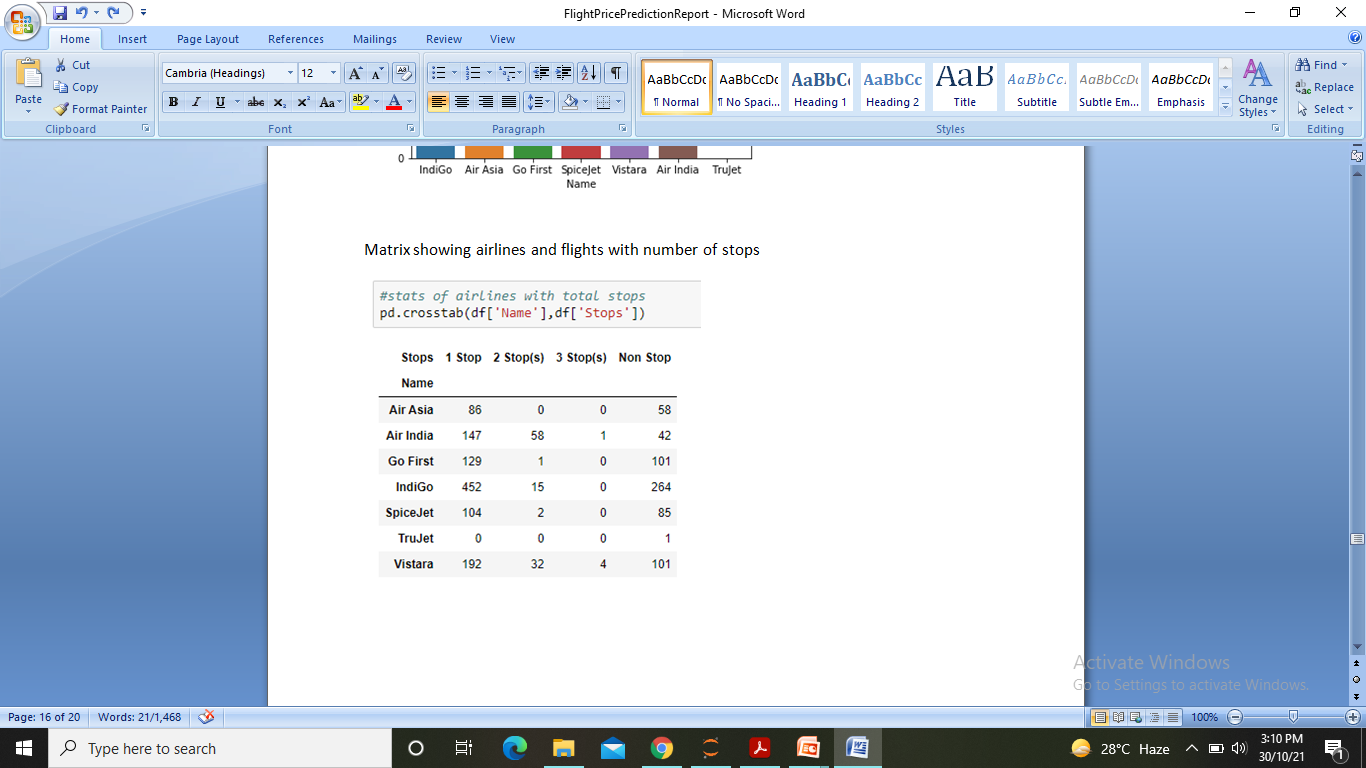 FlightPricePredictionReport - Microsoft Word
Home Insert Page Layout References Mailings Review View
Paste
Cut
Copy
Format Painter
Clipboard
Cambria (Headings) 12
B I U abc x₂ x² Aa ab A
Font
Paragraph
AaBbCcDc AaBbCcDc AaBbC AaBbCc AaB AaBbCc. AaBbCcDc AaBbCcDc
¶ Normal ¶ No Spaci... Heading 1 Heading 2 Title Subtitle Subtle Em... Emphasis
Change Styles
Styles
Find
Replace
Select
Editing
0
IndiGo Air Asia Go First SpiceJet Vistara Air India TruJet
Name
Matrix showing airlines and flights with number of stops
#stats of airlines with total stops
pd.crosstab(df['Name'],df['Stops'])
Stops 1 Stop 2 Stop(s) 3 Stop(s) Non Stop
Name
Air Asia 86 0 0 58
Air India 147 58 1 42
Go First 129 1 0 101
IndiGo 452 15 0 264
SpiceJet 104 2 0 85
TruJet 0 0 0 1
Vistara 192 32 4 101
Activate Windows
Go to Settings to activate Windows.
Page: 16 of 20 Words: 21/1,468 100%
Type here to search
28°C Haze
3:10 PM
30/10/21
1